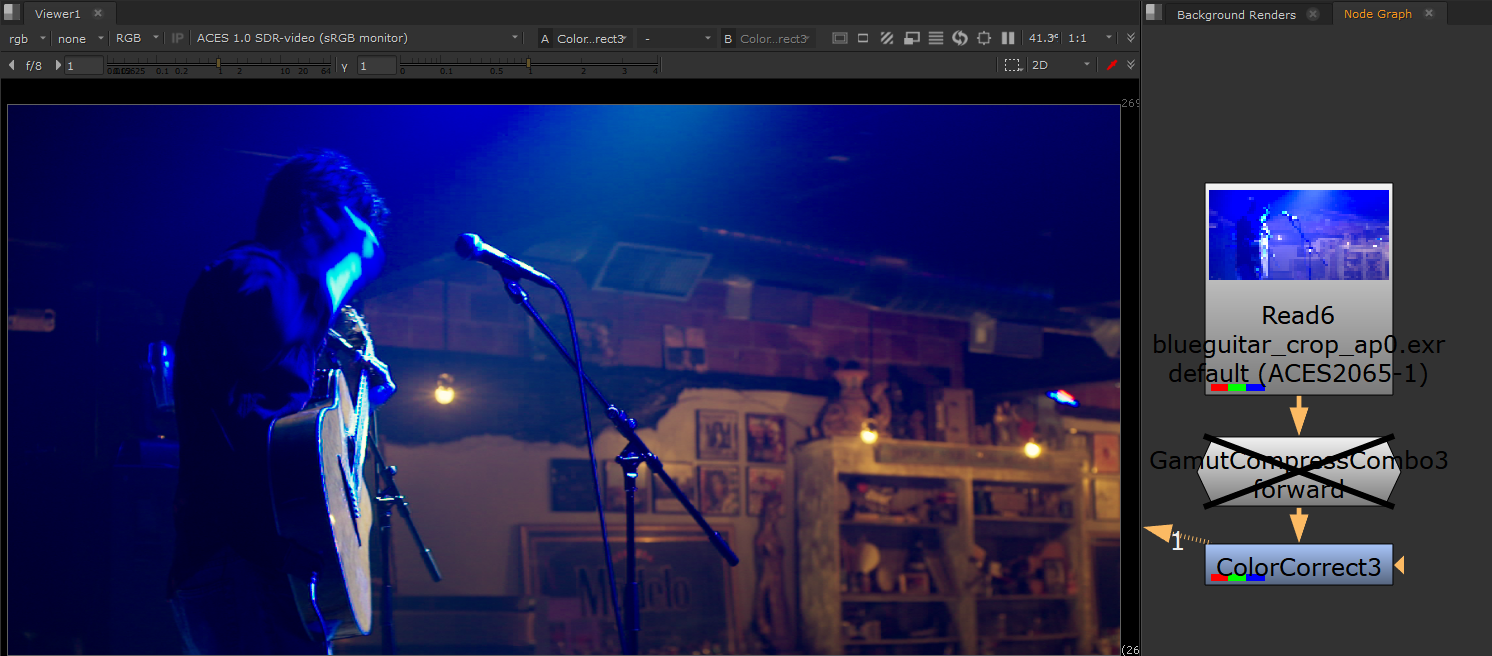 Viewer1
Background Renders
Node Graph
rgb
none
RGB
IP
ACES 1.0 SDR-video (sRGB monitor)
A
Color...rect3
-
B
Color...rect3
1:1
f/8
1
0.1 0.2
1
2
10 20
64
γ
1
0
0.1
0.5
1
2
3
4
2D
269
Read6
blueguitar_crop_ap0.exr
default (ACES2065-1)
GamutCompressCombo3
forward
1
ColorCorrect3
Modelo
(26